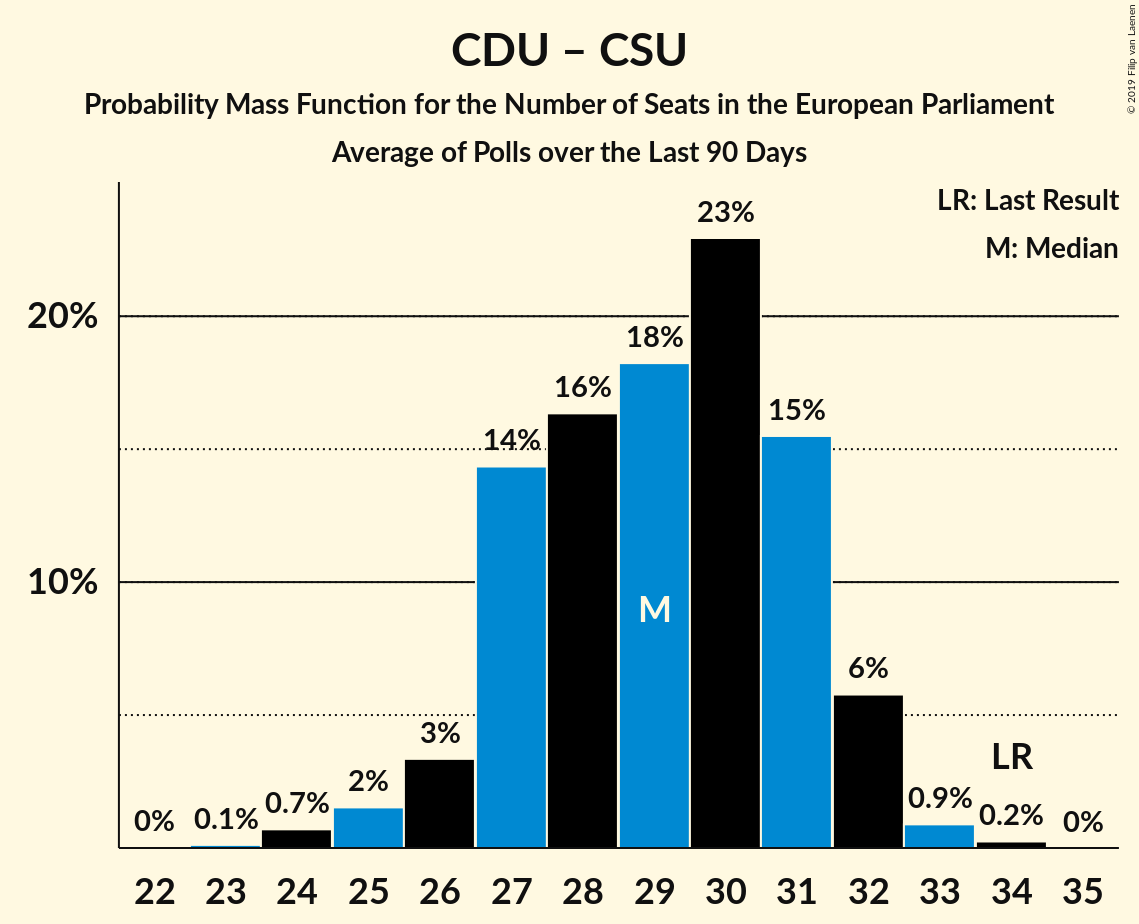 CDU – CSU
Probability Mass Function for the Number of Seats in the European Parliament
Average of Polls over the Last 90 Days
© 2019 Filip van Laenen
LR: Last Result
M: Median
23%
20%
18%
16%
15%
14%
10%
M
6%
3%
LR
2%
0.9%
0.7%
0.2%
0%
0.1%
0%
22 23 24 25 26 27 28 29 30 31 32 33 34 35